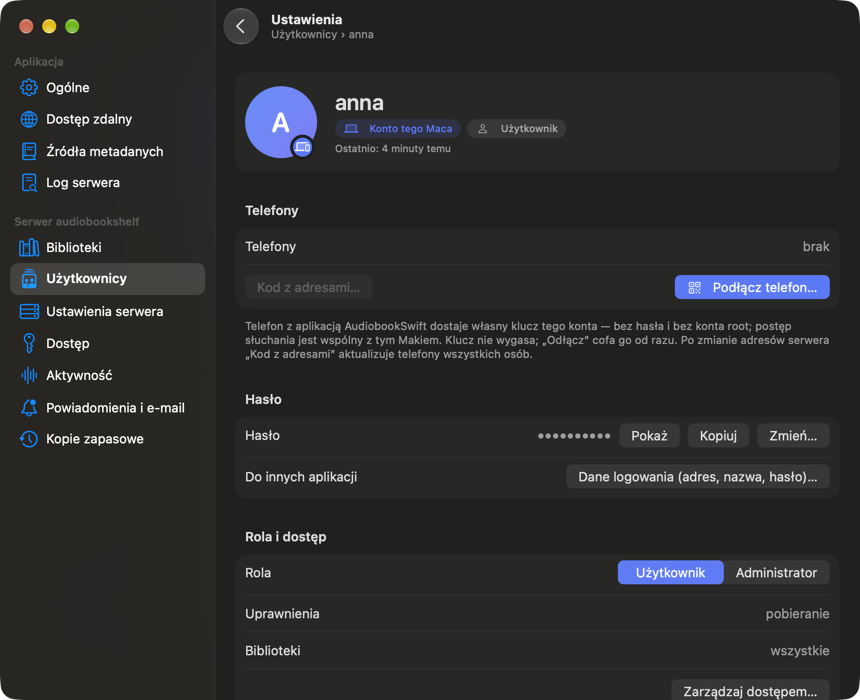 Ustawienia
Użytkownicy › anna
Aplikacja
Ogólne
Dostęp zdalny
Źródła metadanych
Log serwera
Serwer audiobookshelf
Biblioteki
Użytkownicy
Ustawienia serwera
Dostęp
Aktywność
Powiadomienia i e-mail
Kopie zapasowe
A
anna
Konto tego Maca
Użytkownik
Ostatnio: 4 minuty temu
Telefony
Telefony brak
Kod z adresami...
Podłącz telefon...
Telefon z aplikacją AudiobookSwift dostaje własny klucz tego konta — bez hasła i bez konta root; postęp
słuchania jest wspólny z tym Makiem. Klucz nie wygasa; „Odłącz” cofa go od razu. Po zmianie adresów serwera
„Kod z adresami” aktualizuje telefony wszystkich osób.
Hasło
Hasło •••••••••• Pokaż Kopiuj Zmień...
Do innych aplikacji Dane logowania (adres, nazwa, hasło)...
Rola i dostęp
Rola Użytkownik Administrator
Uprawnienia pobieranie
Biblioteki wszystkie
Zarządzaj dostępem...